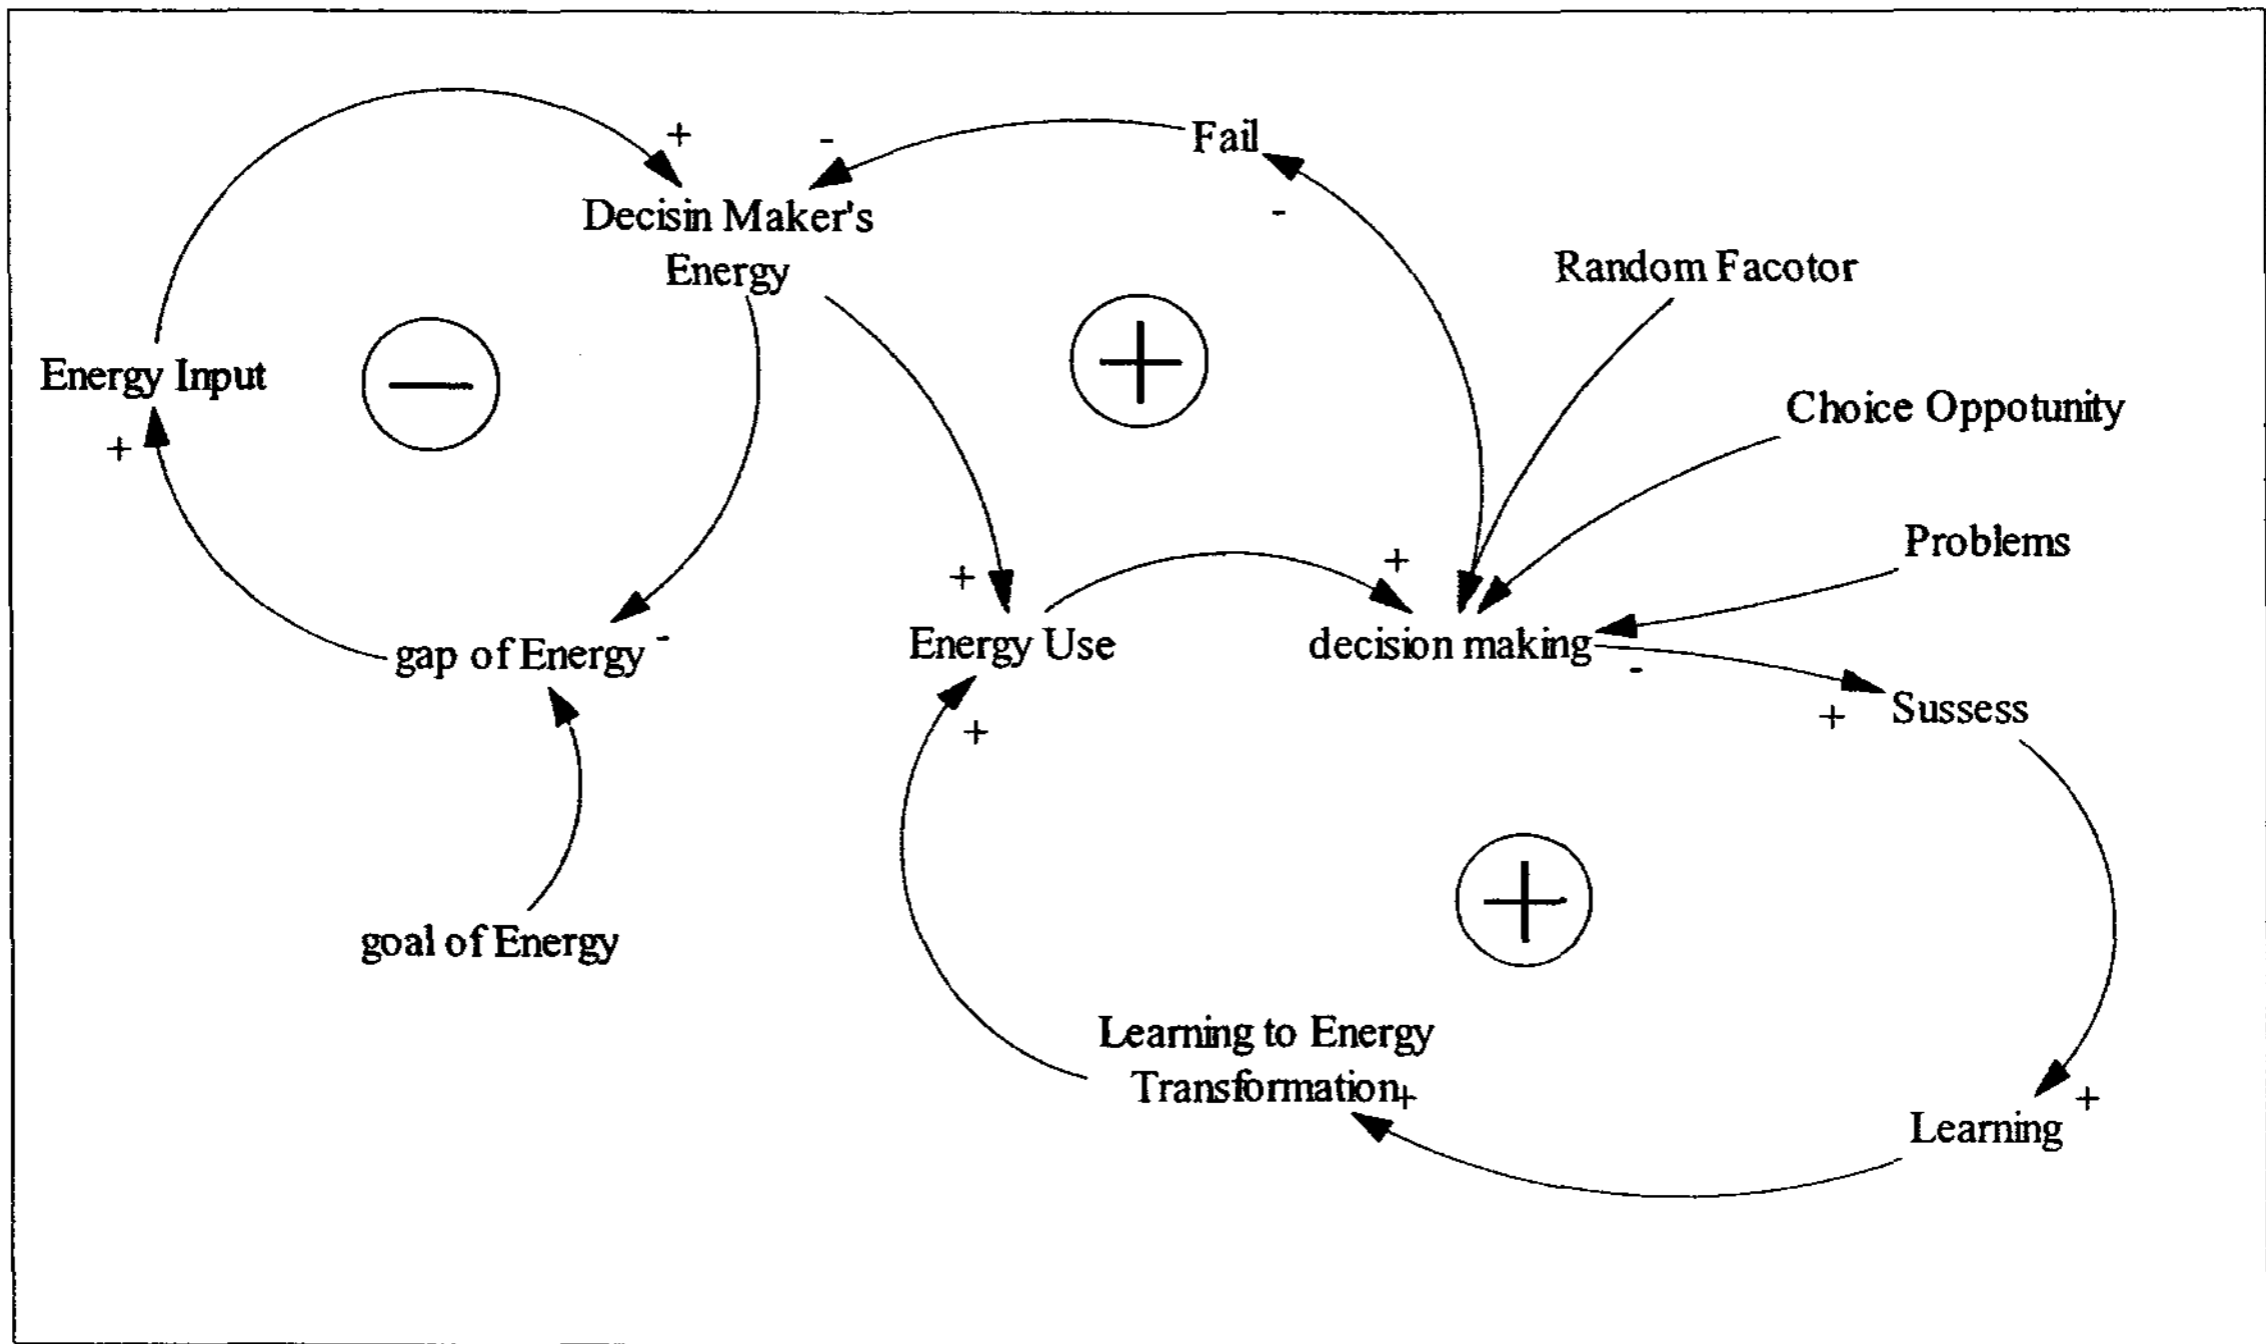 +
-
Fail
Decisin Maker's
Energy
-
Random Facotor
+
Energy Input
−
Choice Oppotunity
+
Problems
+
+
gap of Energy -
Energy Use
decision making
-
Sussess
+
+
+
goal of Energy
Learning to Energy
Transformation+
+
Learning